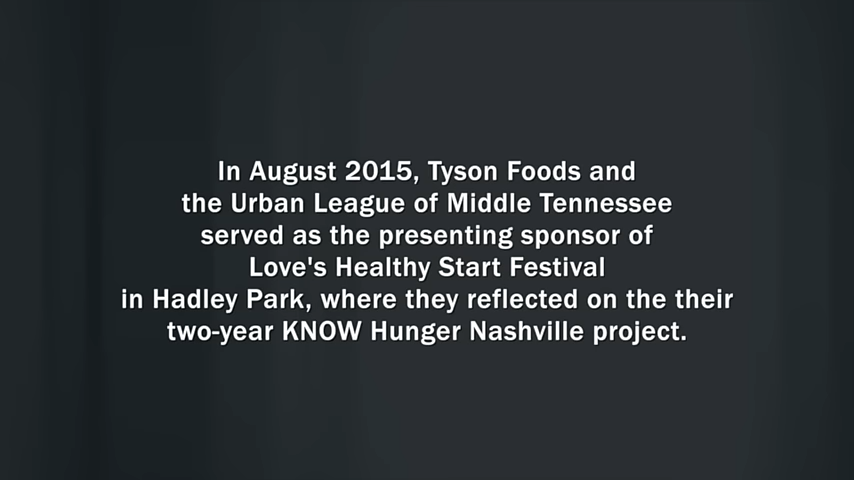 In August 2015, Tyson Foods and
the Urban League of Middle Tennessee
served as the presenting sponsor of
Love's Healthy Start Festival
in Hadley Park, where they reflected on the their
two-year KNOW Hunger Nashville project.